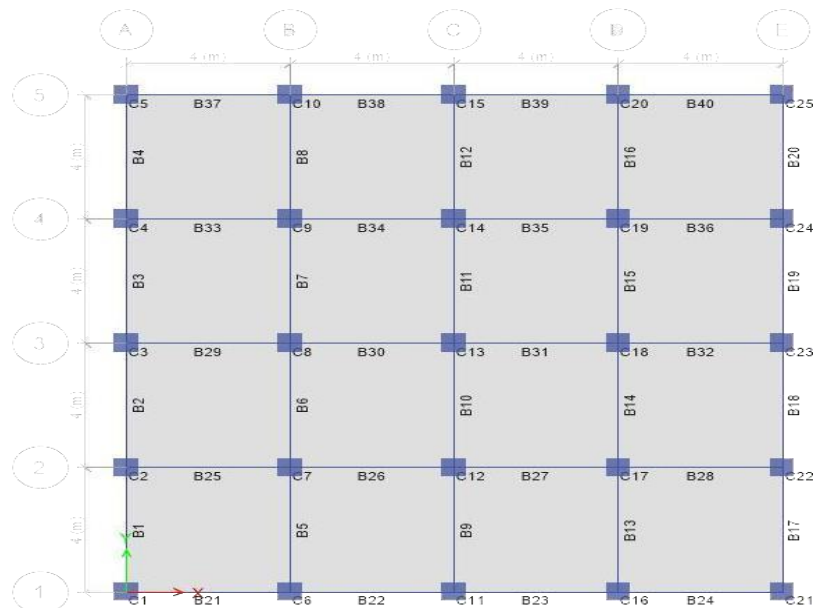 A B C D E
4 (m) 4 (m) 4 (m) 4 (m)
5
C5 B37 C10 B38 C15 B39 C20 B40 C25
4 (m) B4 B8 B12 B16 B20
4
C4 B33 C9 B34 C14 B35 C19 B36 C24
4 (m) B3 B7 B11 B15 B19
3
C3 B29 C8 B30 C13 B31 C18 B32 C23
4 (m) B2 B6 B10 B14 B18
2
C2 B25 C7 B26 C12 B27 C17 B28 C22
4 (m) B1 B5 B9 B13 B17
Y
X
1
C1 B21 C6 B22 C11 B23 C16 B24 C21